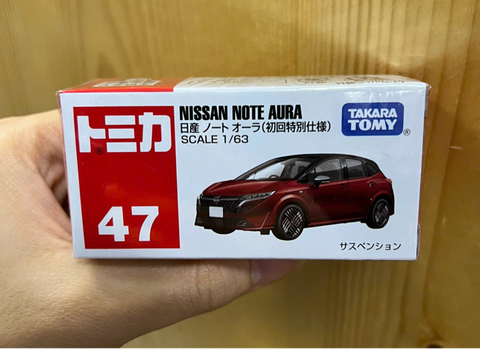 トミカ
47
NISSAN NOTE AURA
日産 ノート オーラ(初回特別仕様)
SCALE 1/63
TAKARA
TOMY
サスペンション